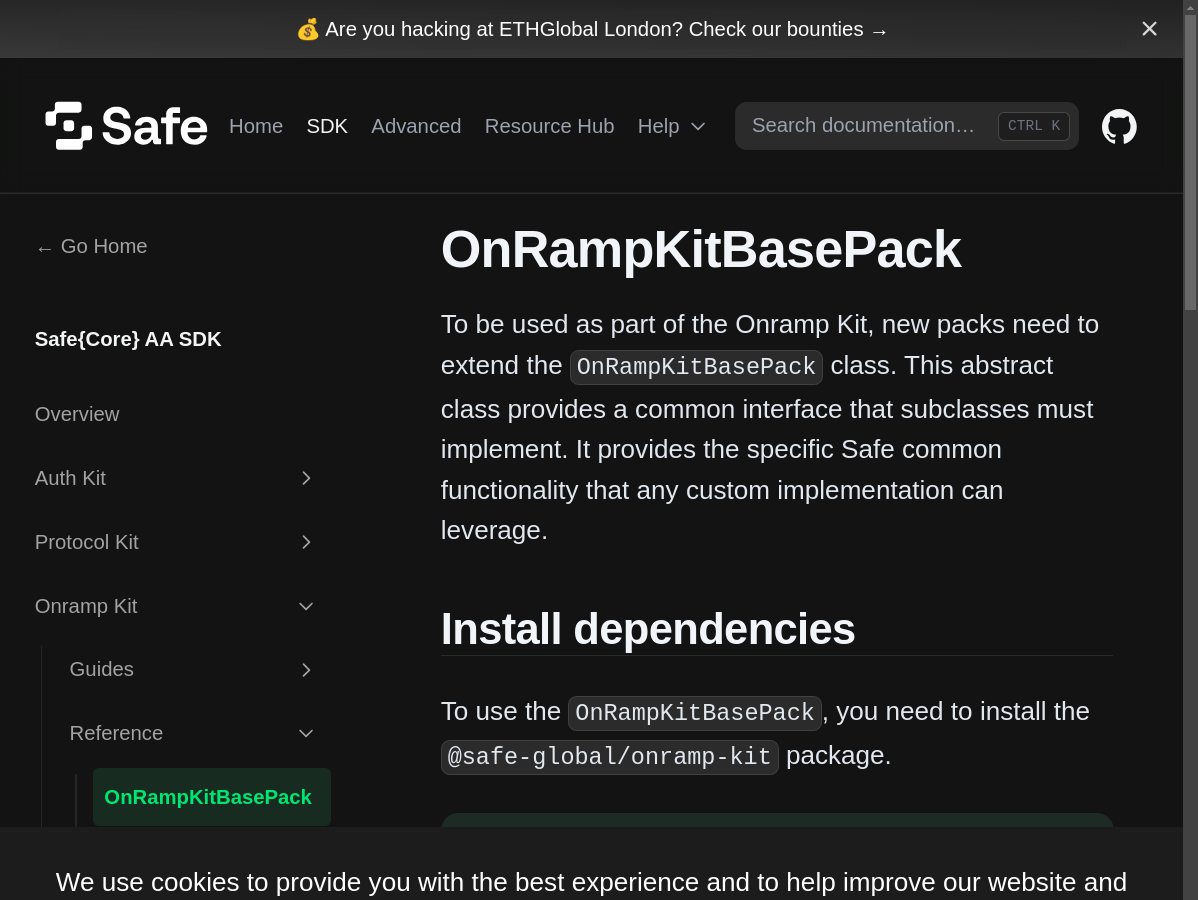 💰 Are you hacking at ETHGlobal London? Check our bounties →
Safe Home SDK Advanced Resource Hub Help Search documentation… CTRL K
← Go Home
Safe{Core} AA SDK
Overview
Auth Kit
Protocol Kit
Onramp Kit
Guides
Reference
OnRampKitBasePack
OnRampKitBasePack
To be used as part of the Onramp Kit, new packs need to
extend the OnRampKitBasePack class. This abstract
class provides a common interface that subclasses must
implement. It provides the specific Safe common
functionality that any custom implementation can
leverage.
Install dependencies
To use the OnRampKitBasePack, you need to install the
@safe-global/onramp-kit package.
We use cookies to provide you with the best experience and to help improve our website and